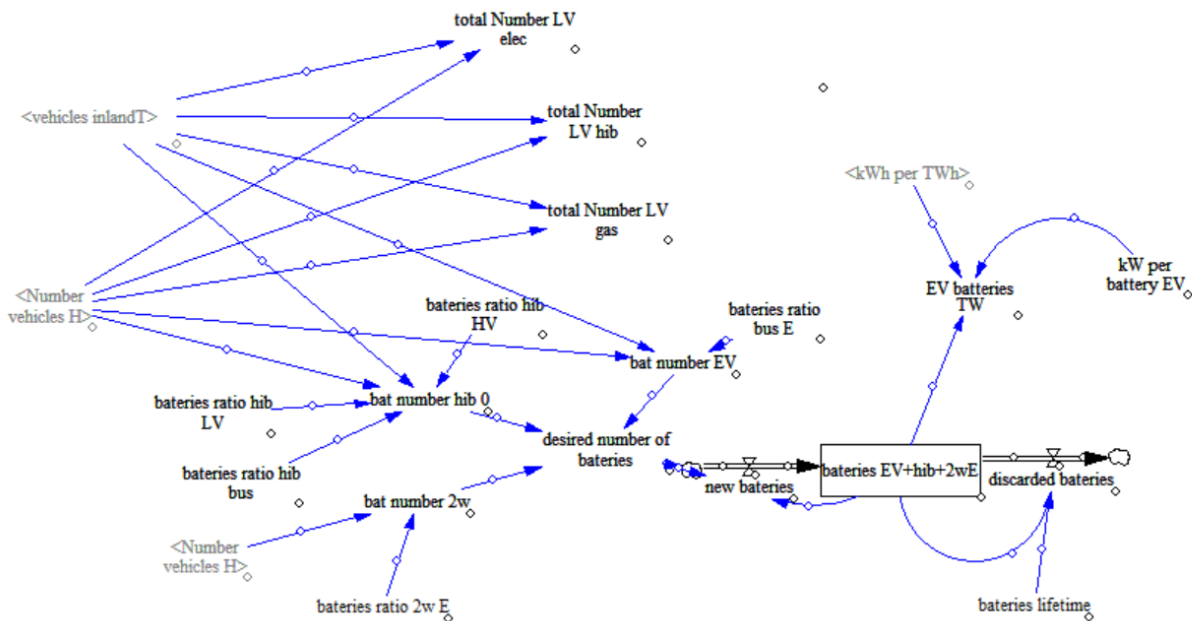 total Number LV
elec
<vehicles inlandT>
total Number
LV hib
<kWh per TWh>
total Number LV
gas
<Number
vehicles H>
kW per
battery EV
EV batteries
TW
bateries ratio hib
HV
bateries ratio
bus E
bat number EV
bateries ratio hib
LV
bat number hib 0
desired number of
bateries
bateries ratio hib
bus
new bateries
bateries EV+hib+2wE
discarded bateries
bat number 2w
<Number
vehicles H>
bateries ratio 2w E
bateries lifetime